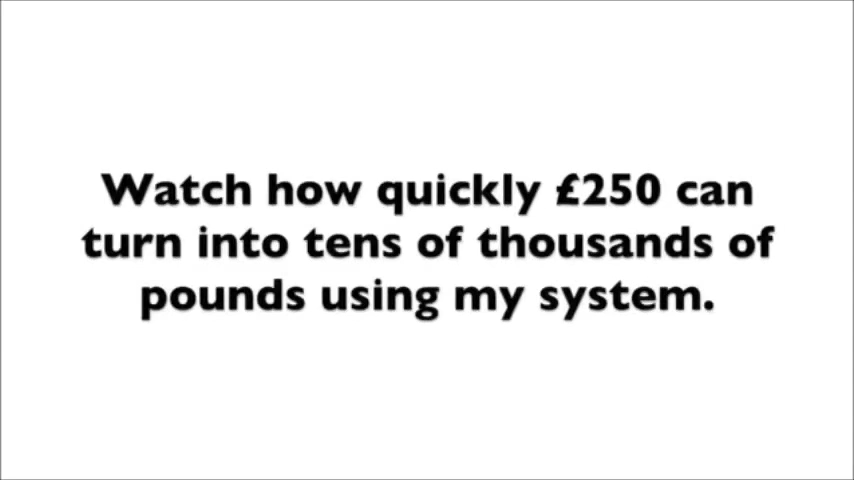 Watch how quickly £250 can
turn into tens of thousands of
pounds using my system.